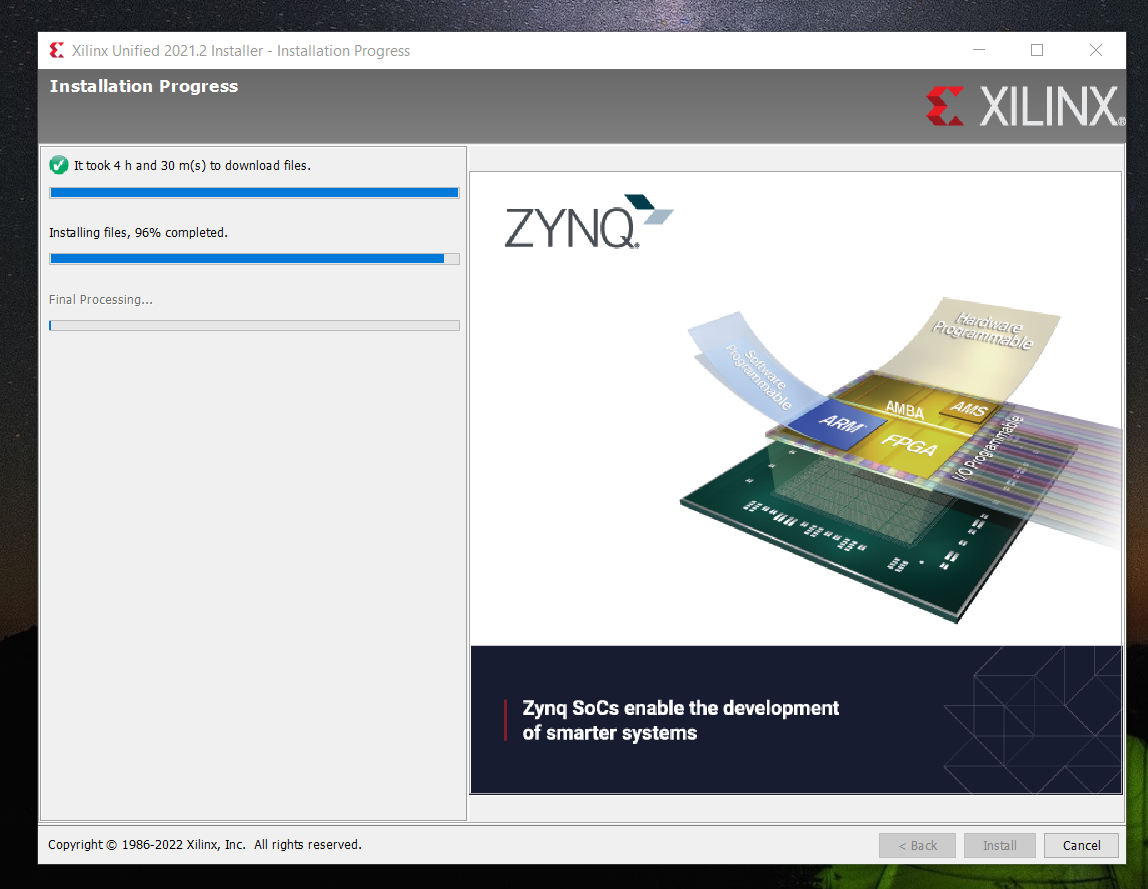 Xilinx Unified 2021.2 Installer - Installation Progress
Installation Progress
XILINX®
It took 4 h and 30 m(s) to download files.
Installing files, 96% completed.
Final Processing...
ZYNQ®
Hardware
Programmable
Software
Programmable
AMBA
AMS
ARM®
FPGA
I/O Programmable
Zynq SoCs enable the development
of smarter systems
Copyright © 1986-2022 Xilinx, Inc.  All rights reserved.
< Back
Install
Cancel